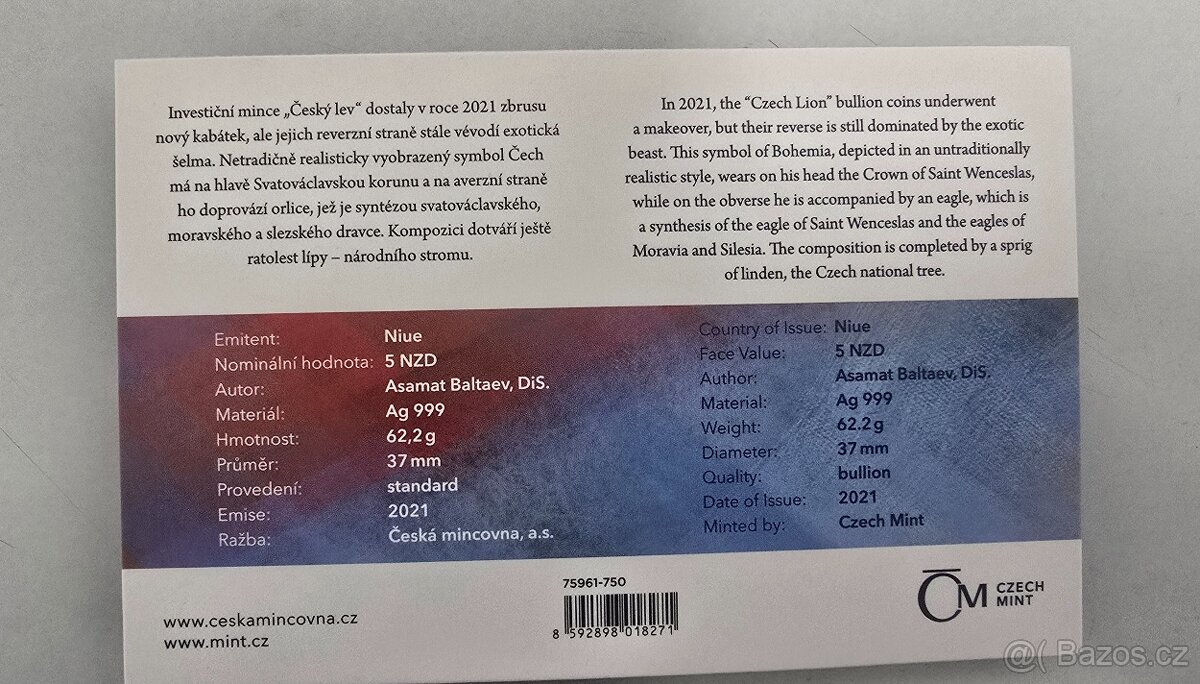 Investiční mince „Český lev“ dostaly v roce 2021 zbrusu
nový kabátek, ale jejich reverzní straně stále vévodí exotická
šelma. Netradičně realisticky vyobrazený symbol Čech
má na hlavě Svatováclavskou korunu a na averzní straně
ho doprovází orlice, jež je syntézou svatováclavského,
moravského a slezského dravce. Kompozici dotváří ještě
ratolest lípy – národního stromu.
In 2021, the “Czech Lion” bullion coins underwent
a makeover, but their reverse is still dominated by the exotic
beast. This symbol of Bohemia, depicted in an untraditionally
realistic style, wears on his head the Crown of Saint Wenceslas,
while on the obverse he is accompanied by an eagle, which is
a synthesis of the eagle of Saint Wenceslas and the eagles of
Moravia and Silesia. The composition is completed by a sprig
of linden, the Czech national tree.
Emitent: Niue
Nominální hodnota: 5 NZD
Autor: Asamat Baltaev, DiS.
Materiál: Ag 999
Hmotnost: 62,2 g
Průměr: 37 mm
Provedení: standard
Emise: 2021
Ražba: Česká mincovna, a.s.
Country of Issue: Niue
Face Value: 5 NZD
Author: Asamat Baltaev, DiS.
Material: Ag 999
Weight: 62.2 g
Diameter: 37 mm
Quality: bullion
Date of Issue: 2021
Minted by: Czech Mint
www.ceskamincovna.cz
www.mint.cz
75961-750
8 592898 018271
CM CZECH
MINT
@( Bazos.cz